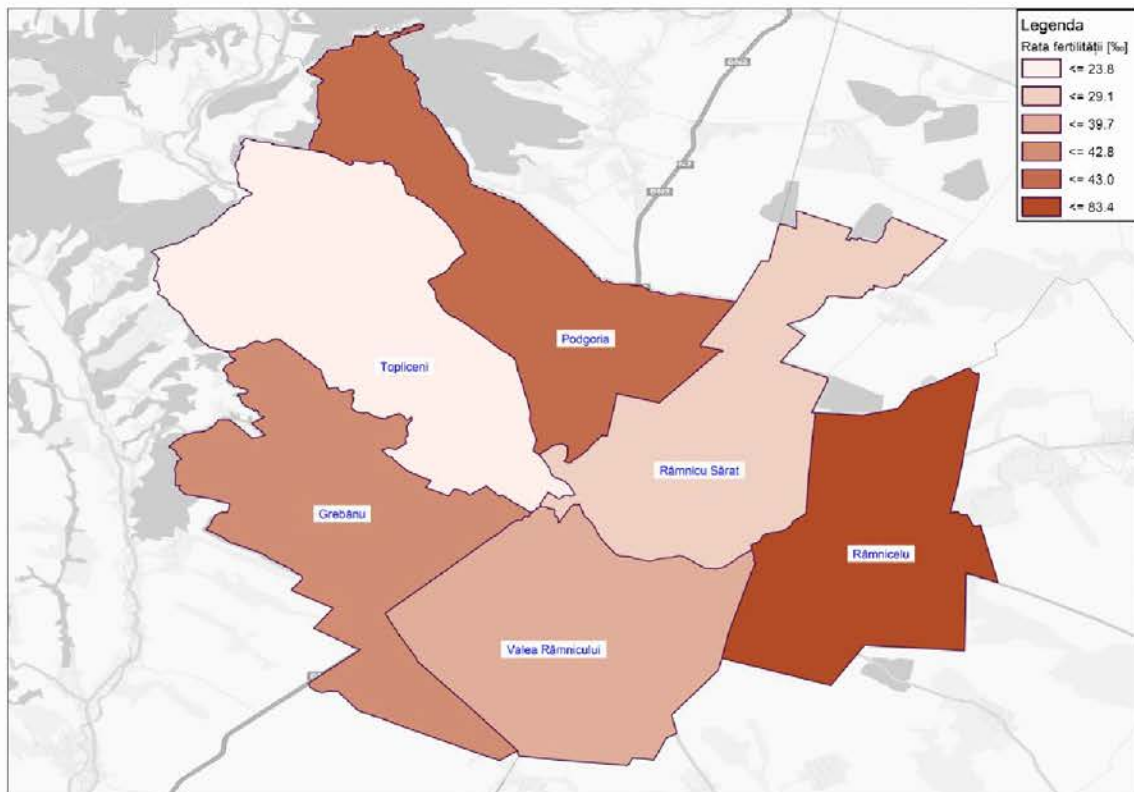 Legenda
Rata fertilității [‰]
<= 23.8
<= 29.1
<= 39.7
<= 42.8
<= 43.0
<= 83.4
Podgoria
Topliceni
Râmnicu Sărat
Grebănu
Râmnicelu
Valea Râmnicului